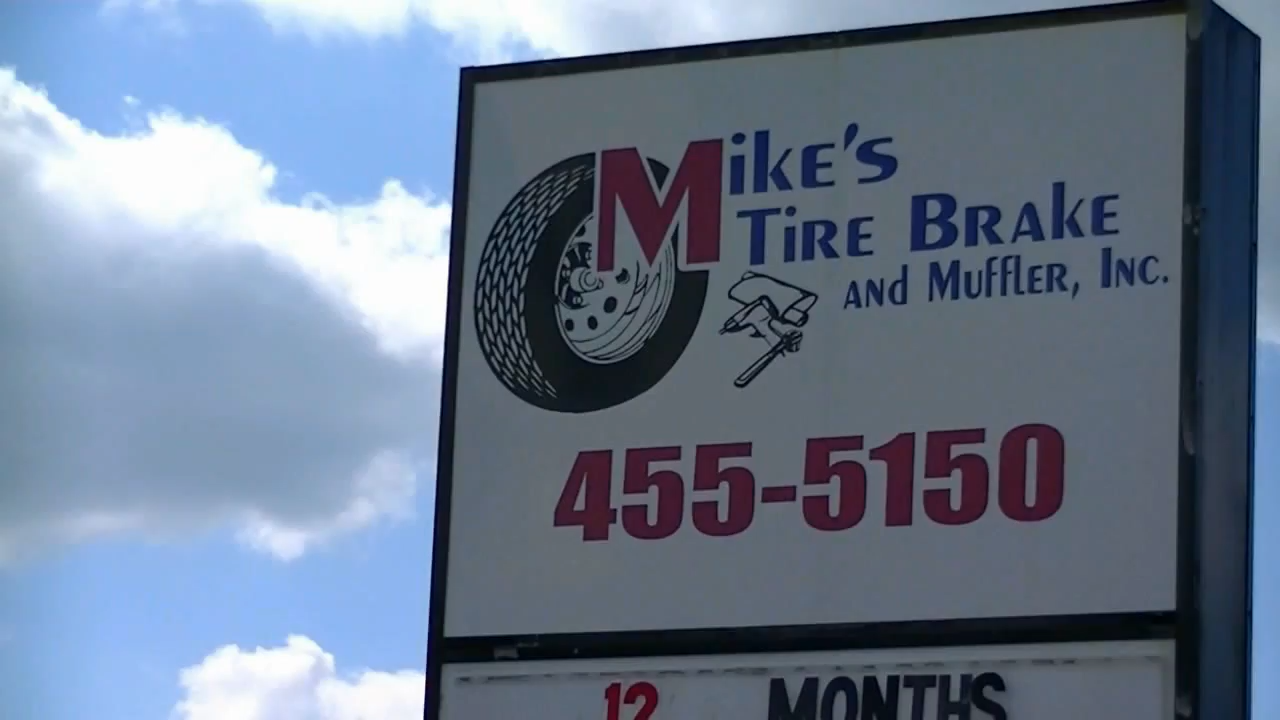 Mike's
Tire Brake
and Muffler, Inc.
455-5150
12 MONTHS